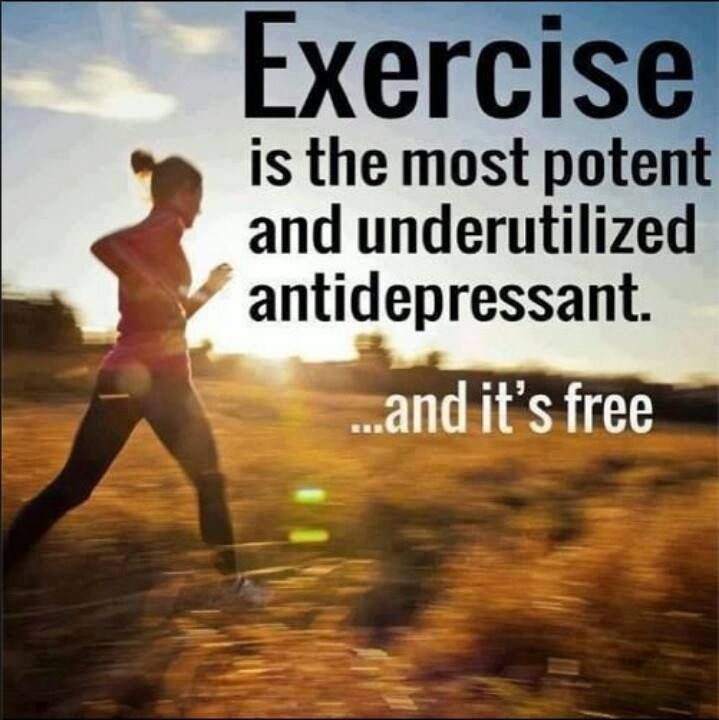 Exercise
is the most potent
and underutilized
antidepressant.
...and it's free